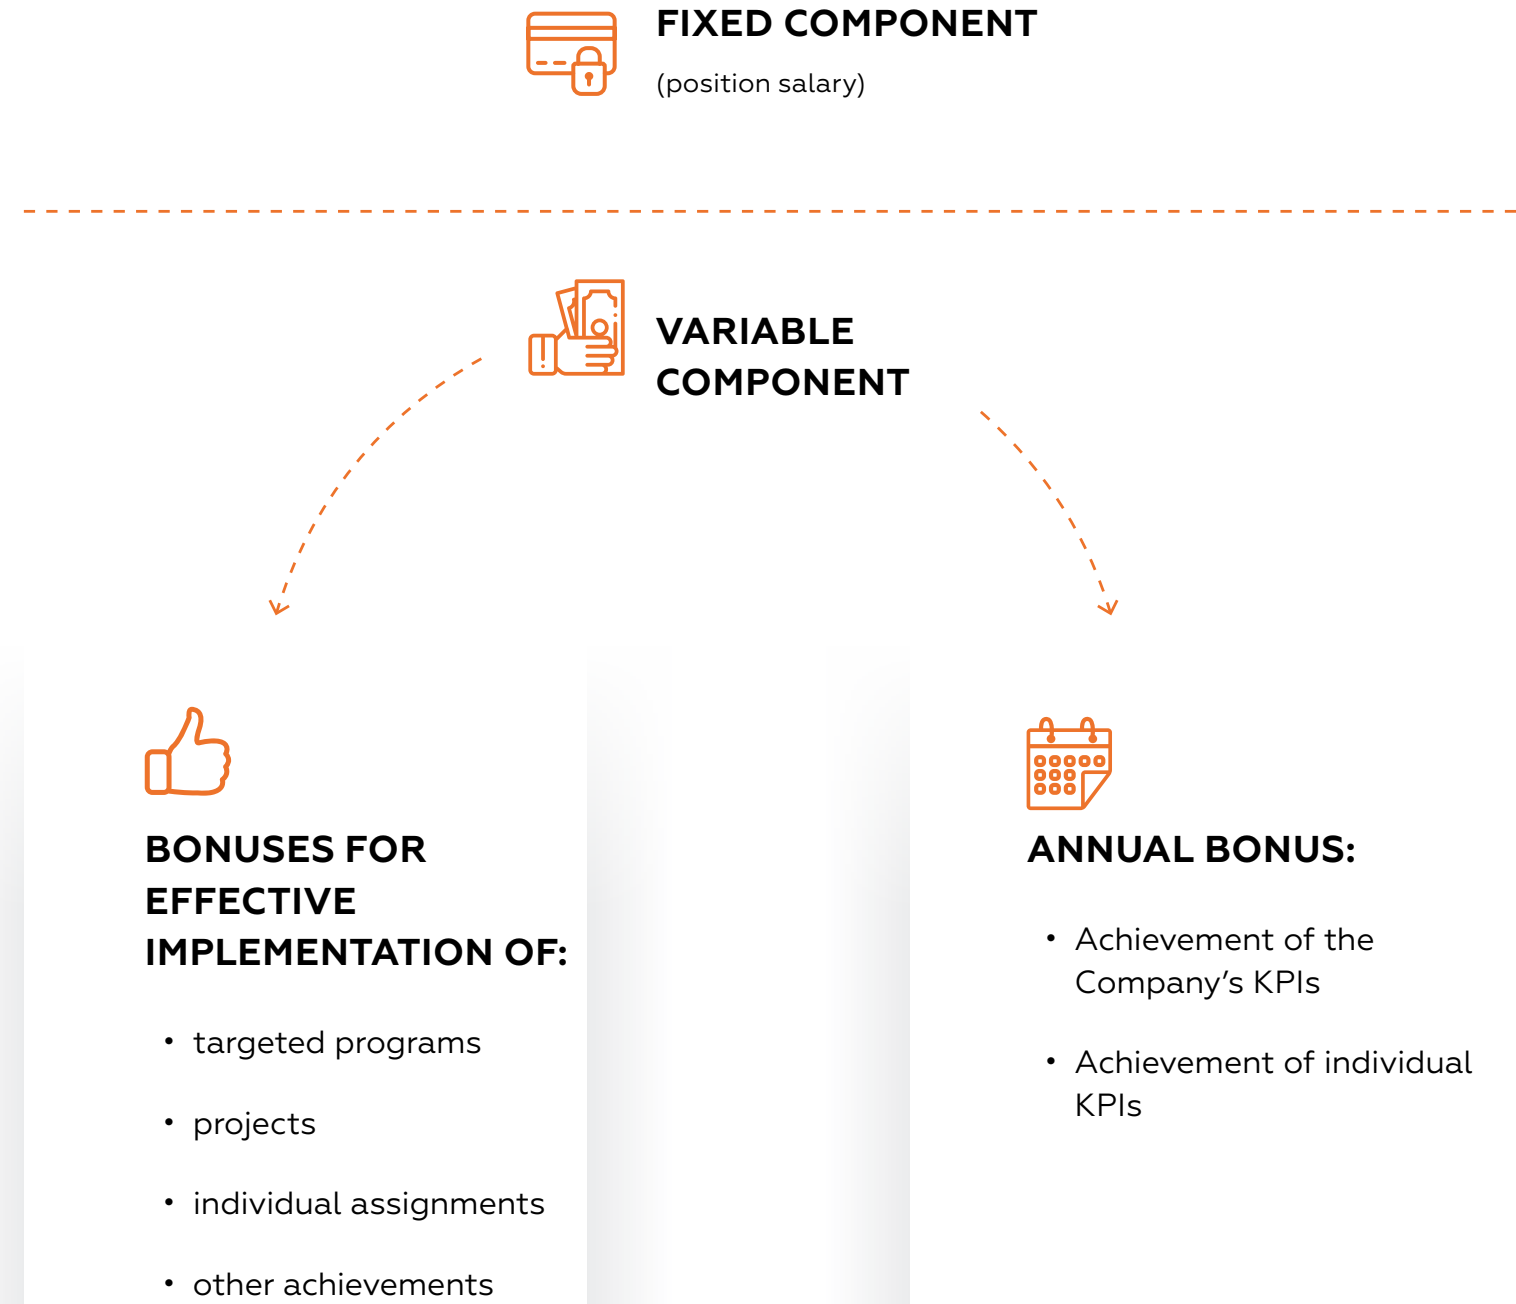 FIXED COMPONENT
(position salary)
VARIABLE
COMPONENT
BONUSES FOR
EFFECTIVE
IMPLEMENTATION OF:
• targeted programs
• projects
• individual assignments
• other achievements
ANNUAL BONUS:
• Achievement of the
Company’s KPIs
• Achievement of individual
KPIs